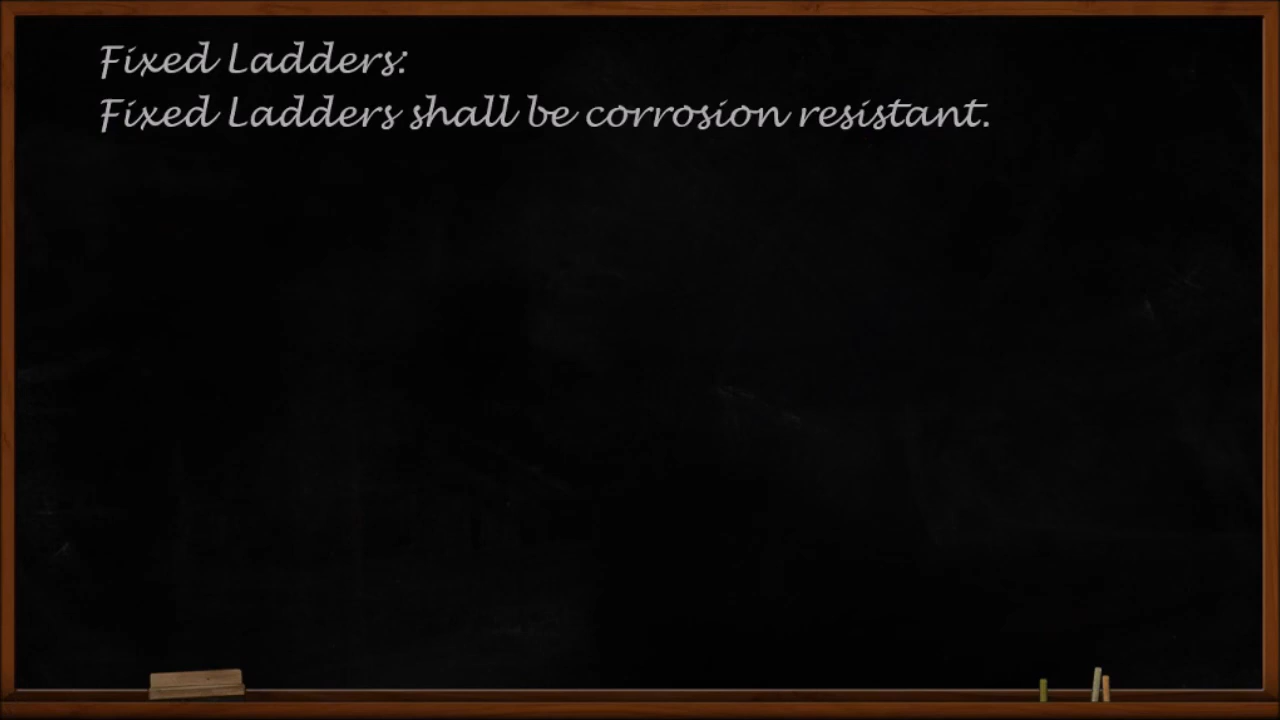 Fixed Ladders:
Fixed Ladders shall be corrosion resistant.